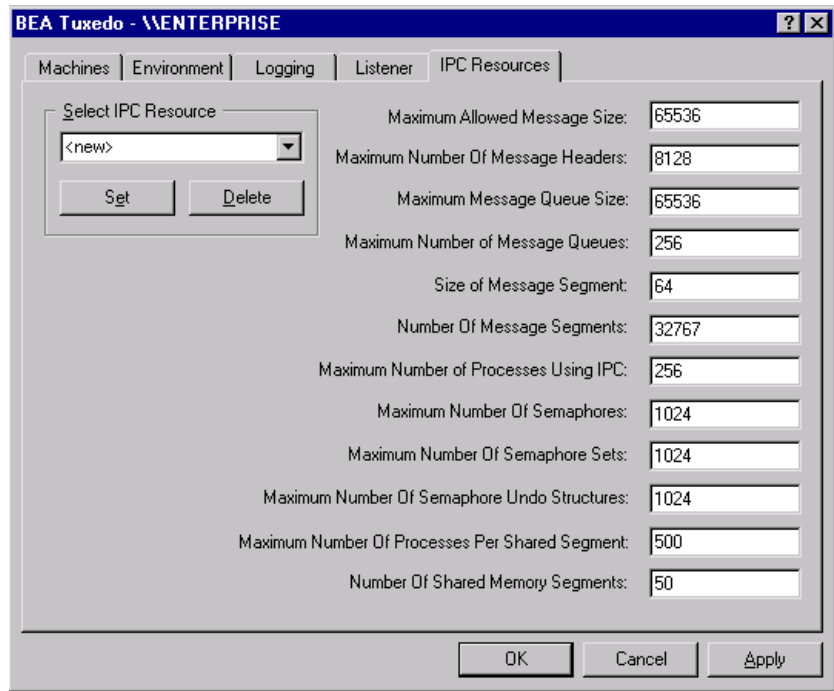 BEA Tuxedo - \\ENTERPRISE
Machines Environment Logging Listener IPC Resources
Select IPC Resource
<new>
Set Delete
Maximum Allowed Message Size: 65536
Maximum Number Of Message Headers: 8128
Maximum Message Queue Size: 65536
Maximum Number of Message Queues: 256
Size of Message Segment: 64
Number Of Message Segments: 32767
Maximum Number of Processes Using IPC: 256
Maximum Number Of Semaphores: 1024
Maximum Number Of Semaphore Sets: 1024
Maximum Number Of Semaphore Undo Structures: 1024
Maximum Number Of Processes Per Shared Segment: 500
Number Of Shared Memory Segments: 50
OK Cancel Apply